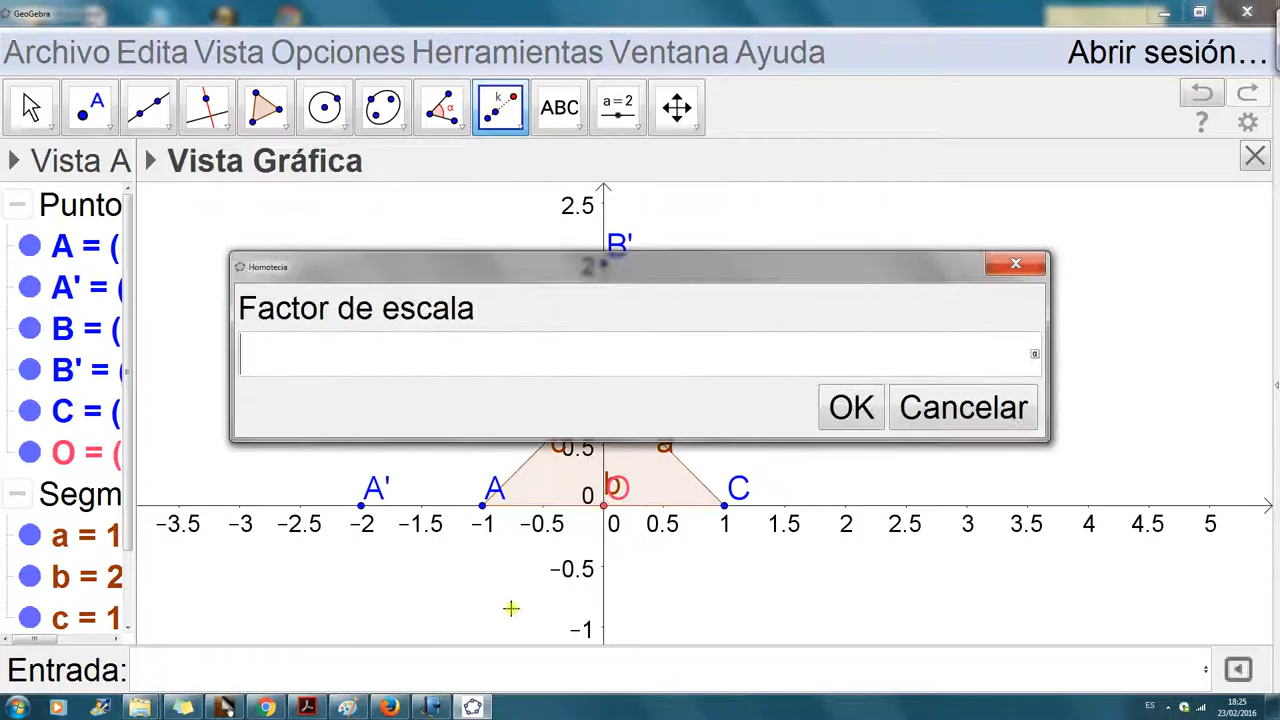 GeoGebra
Archivo Edita Vista Opciones Herramientas Ventana Ayuda
Abrir sesión...
A
k
α
ABC
a=2
?
Vista A
Vista Gráfica
Punto
A = (
A' = (
B = (
B' = (
C = (
O = (
Segm
a = 1
b = 2
c = 1
2.5
B'
2
Homotecia
Factor de escala
α
OK Cancelar
0.5
a
A' A b O C
0
-3.5 -3 -2.5 -2 -1.5 -1 -0.5 0 0.5 1 1.5 2 2.5 3 3.5 4 4.5 5
-0.5
-1
Entrada:
ES
18:25
23/02/2016